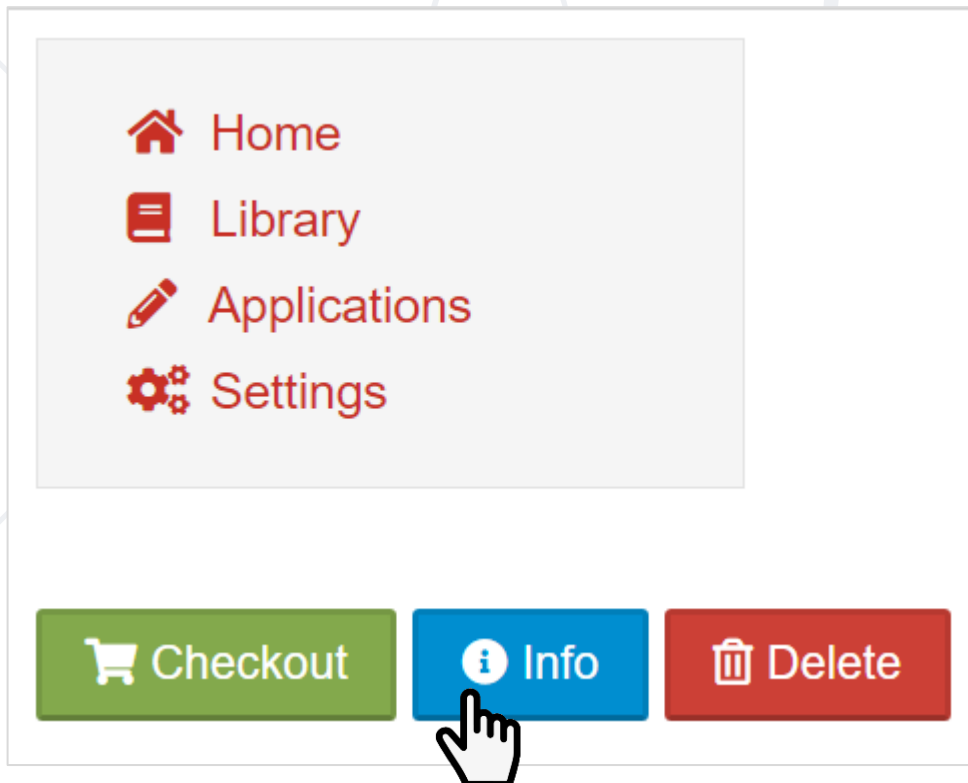 Home
Library
Applications
Settings
Checkout Info Delete